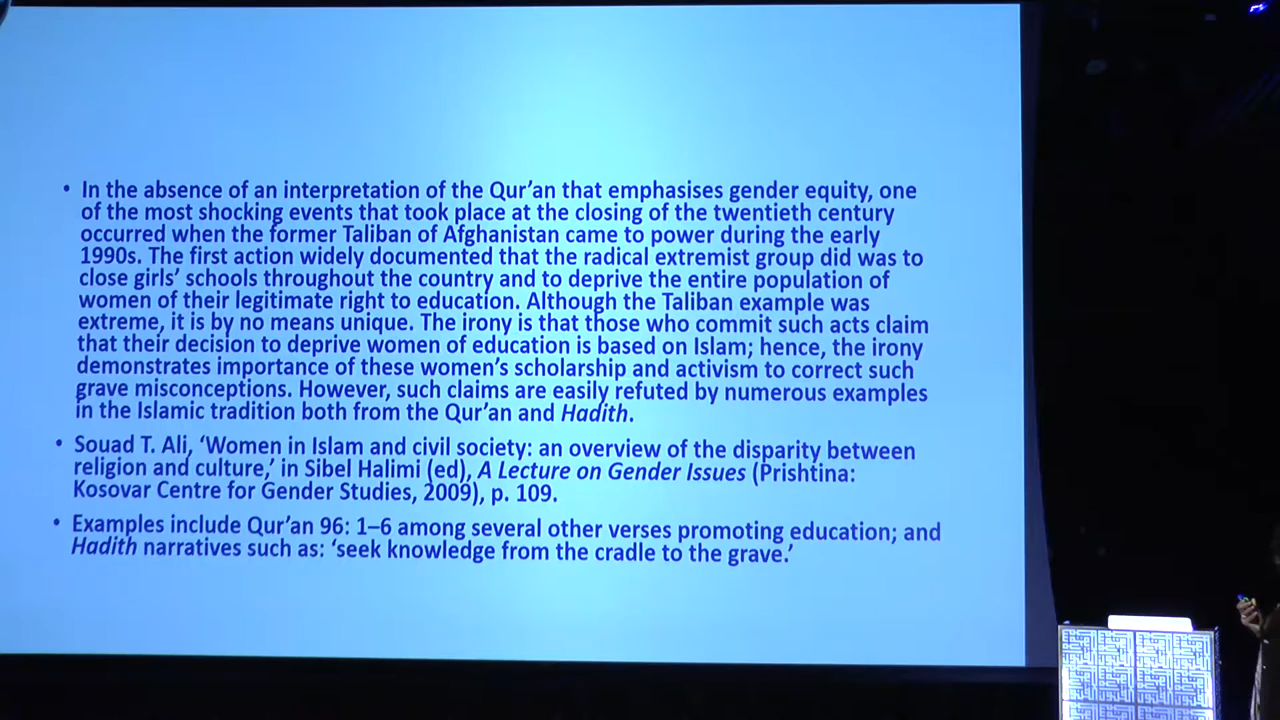 • In the absence of an interpretation of the Qur'an that emphasises gender equity, one
of the most shocking events that took place at the closing of the twentieth century
occurred when the former Taliban of Afghanistan came to power during the early
1990s. The first action widely documented that the radical extremist group did was to
close girls' schools throughout the country and to deprive the entire population of
women of their legitimate right to education. Although the Taliban example was
extreme, it is by no means unique. The irony is that those who commit such acts claim
that their decision to deprive women of education is based on Islam; hence, the irony
demonstrates importance of these women's scholarship and activism to correct such
grave misconceptions. However, such claims are easily refuted by numerous examples
in the Islamic tradition both from the Qur'an and Hadith.
• Souad T. Ali, 'Women in Islam and civil society: an overview of the disparity between
religion and culture,' in Sibel Halimi (ed), A Lecture on Gender Issues (Prishtina:
Kosovar Centre for Gender Studies, 2009), p. 109.
• Examples include Qur'an 96: 1–6 among several other verses promoting education; and
Hadith narratives such as: 'seek knowledge from the cradle to the grave.'